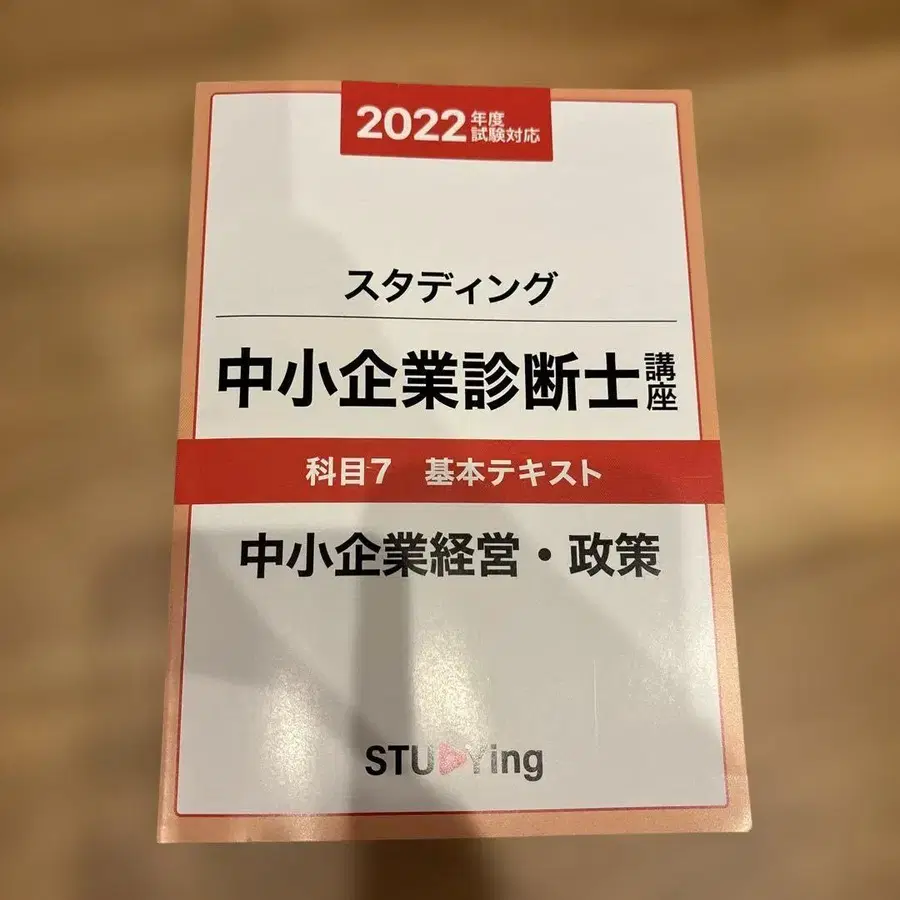 2022年度試験対応
スタディング
中小企業診断士講座
科目7 基本テキスト
中小企業経営・政策
STUDYing